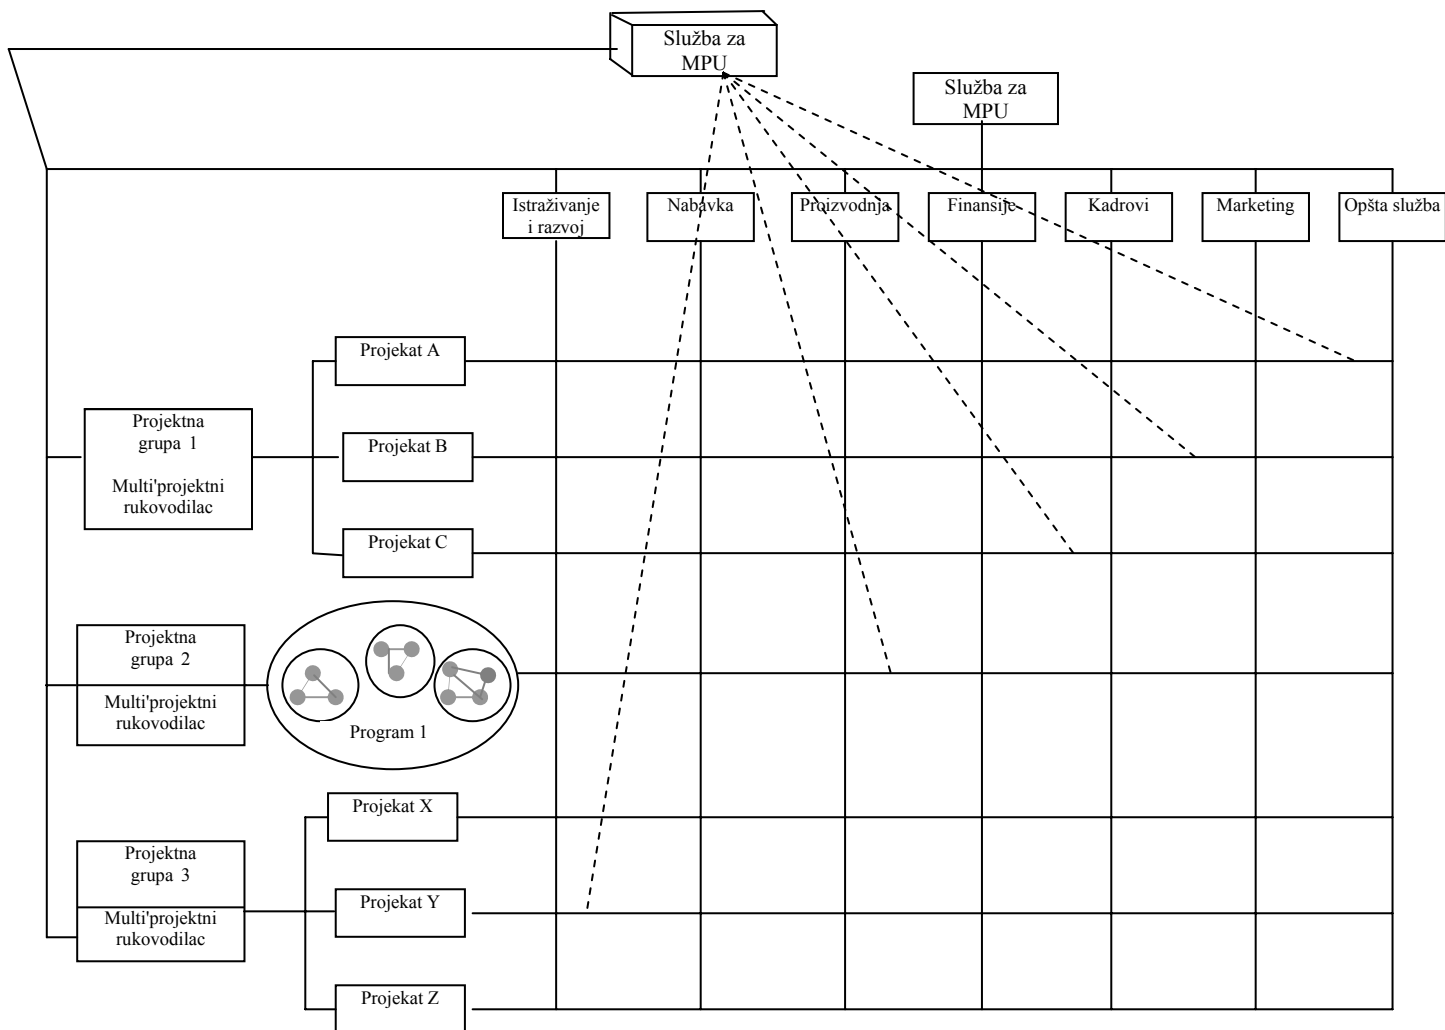 Služba za
MPU
Služba za
MPU
Istraživanje
i razvoj
Nabavka
Proizvodnja
Finansije
Kadrovi
Marketing
Opšta služba
Projekat A
Projektna
grupa 1
Multi'projektni
rukovodilac
Projekat B
Projekat C
Projektna
grupa 2
Multi'projektni
rukovodilac
Program 1
Projekat X
Projektna
grupa 3
Multi'projektni
rukovodilac
Projekat Y
Projekat Z